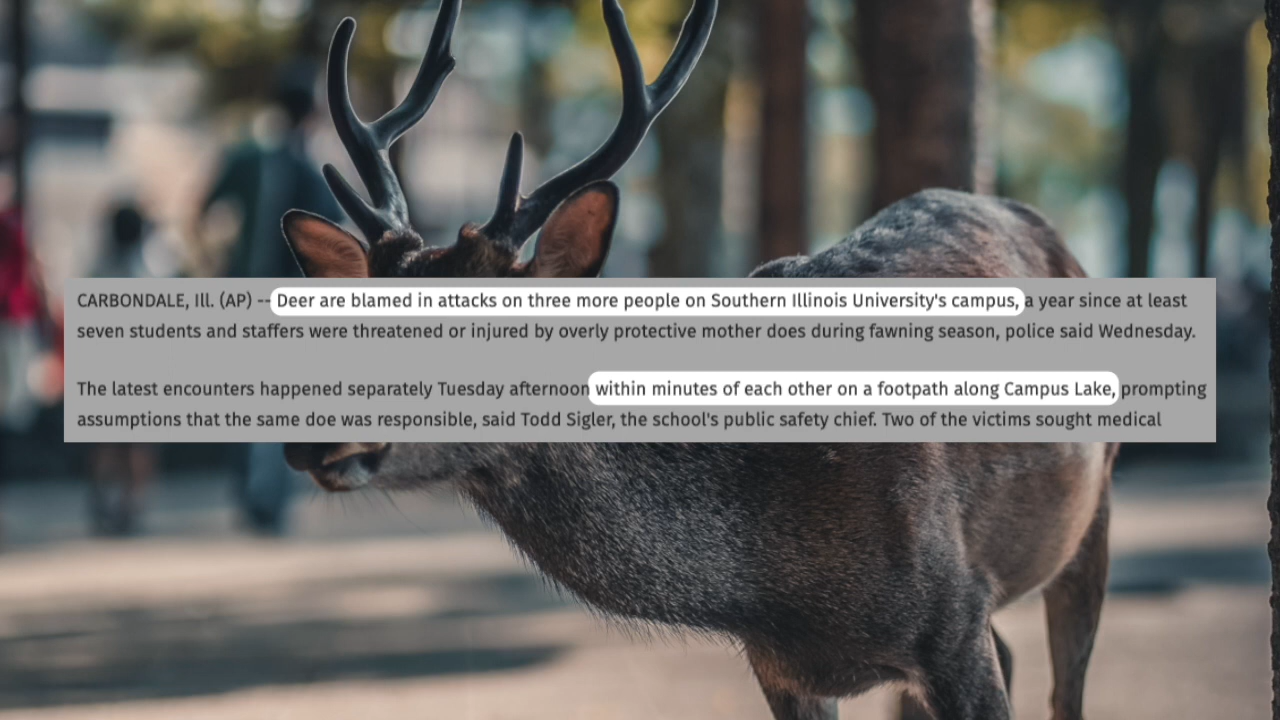 CARBONDALE, Ill. (AP) -- Deer are blamed in attacks on three more people on Southern Illinois University's campus, a year since at least
seven students and staffers were threatened or injured by overly protective mother does during fawning season, police said Wednesday.
The latest encounters happened separately Tuesday afternoon within minutes of each other on a footpath along Campus Lake, prompting
assumptions that the same doe was responsible, said Todd Sigler, the school's public safety chief. Two of the victims sought medical